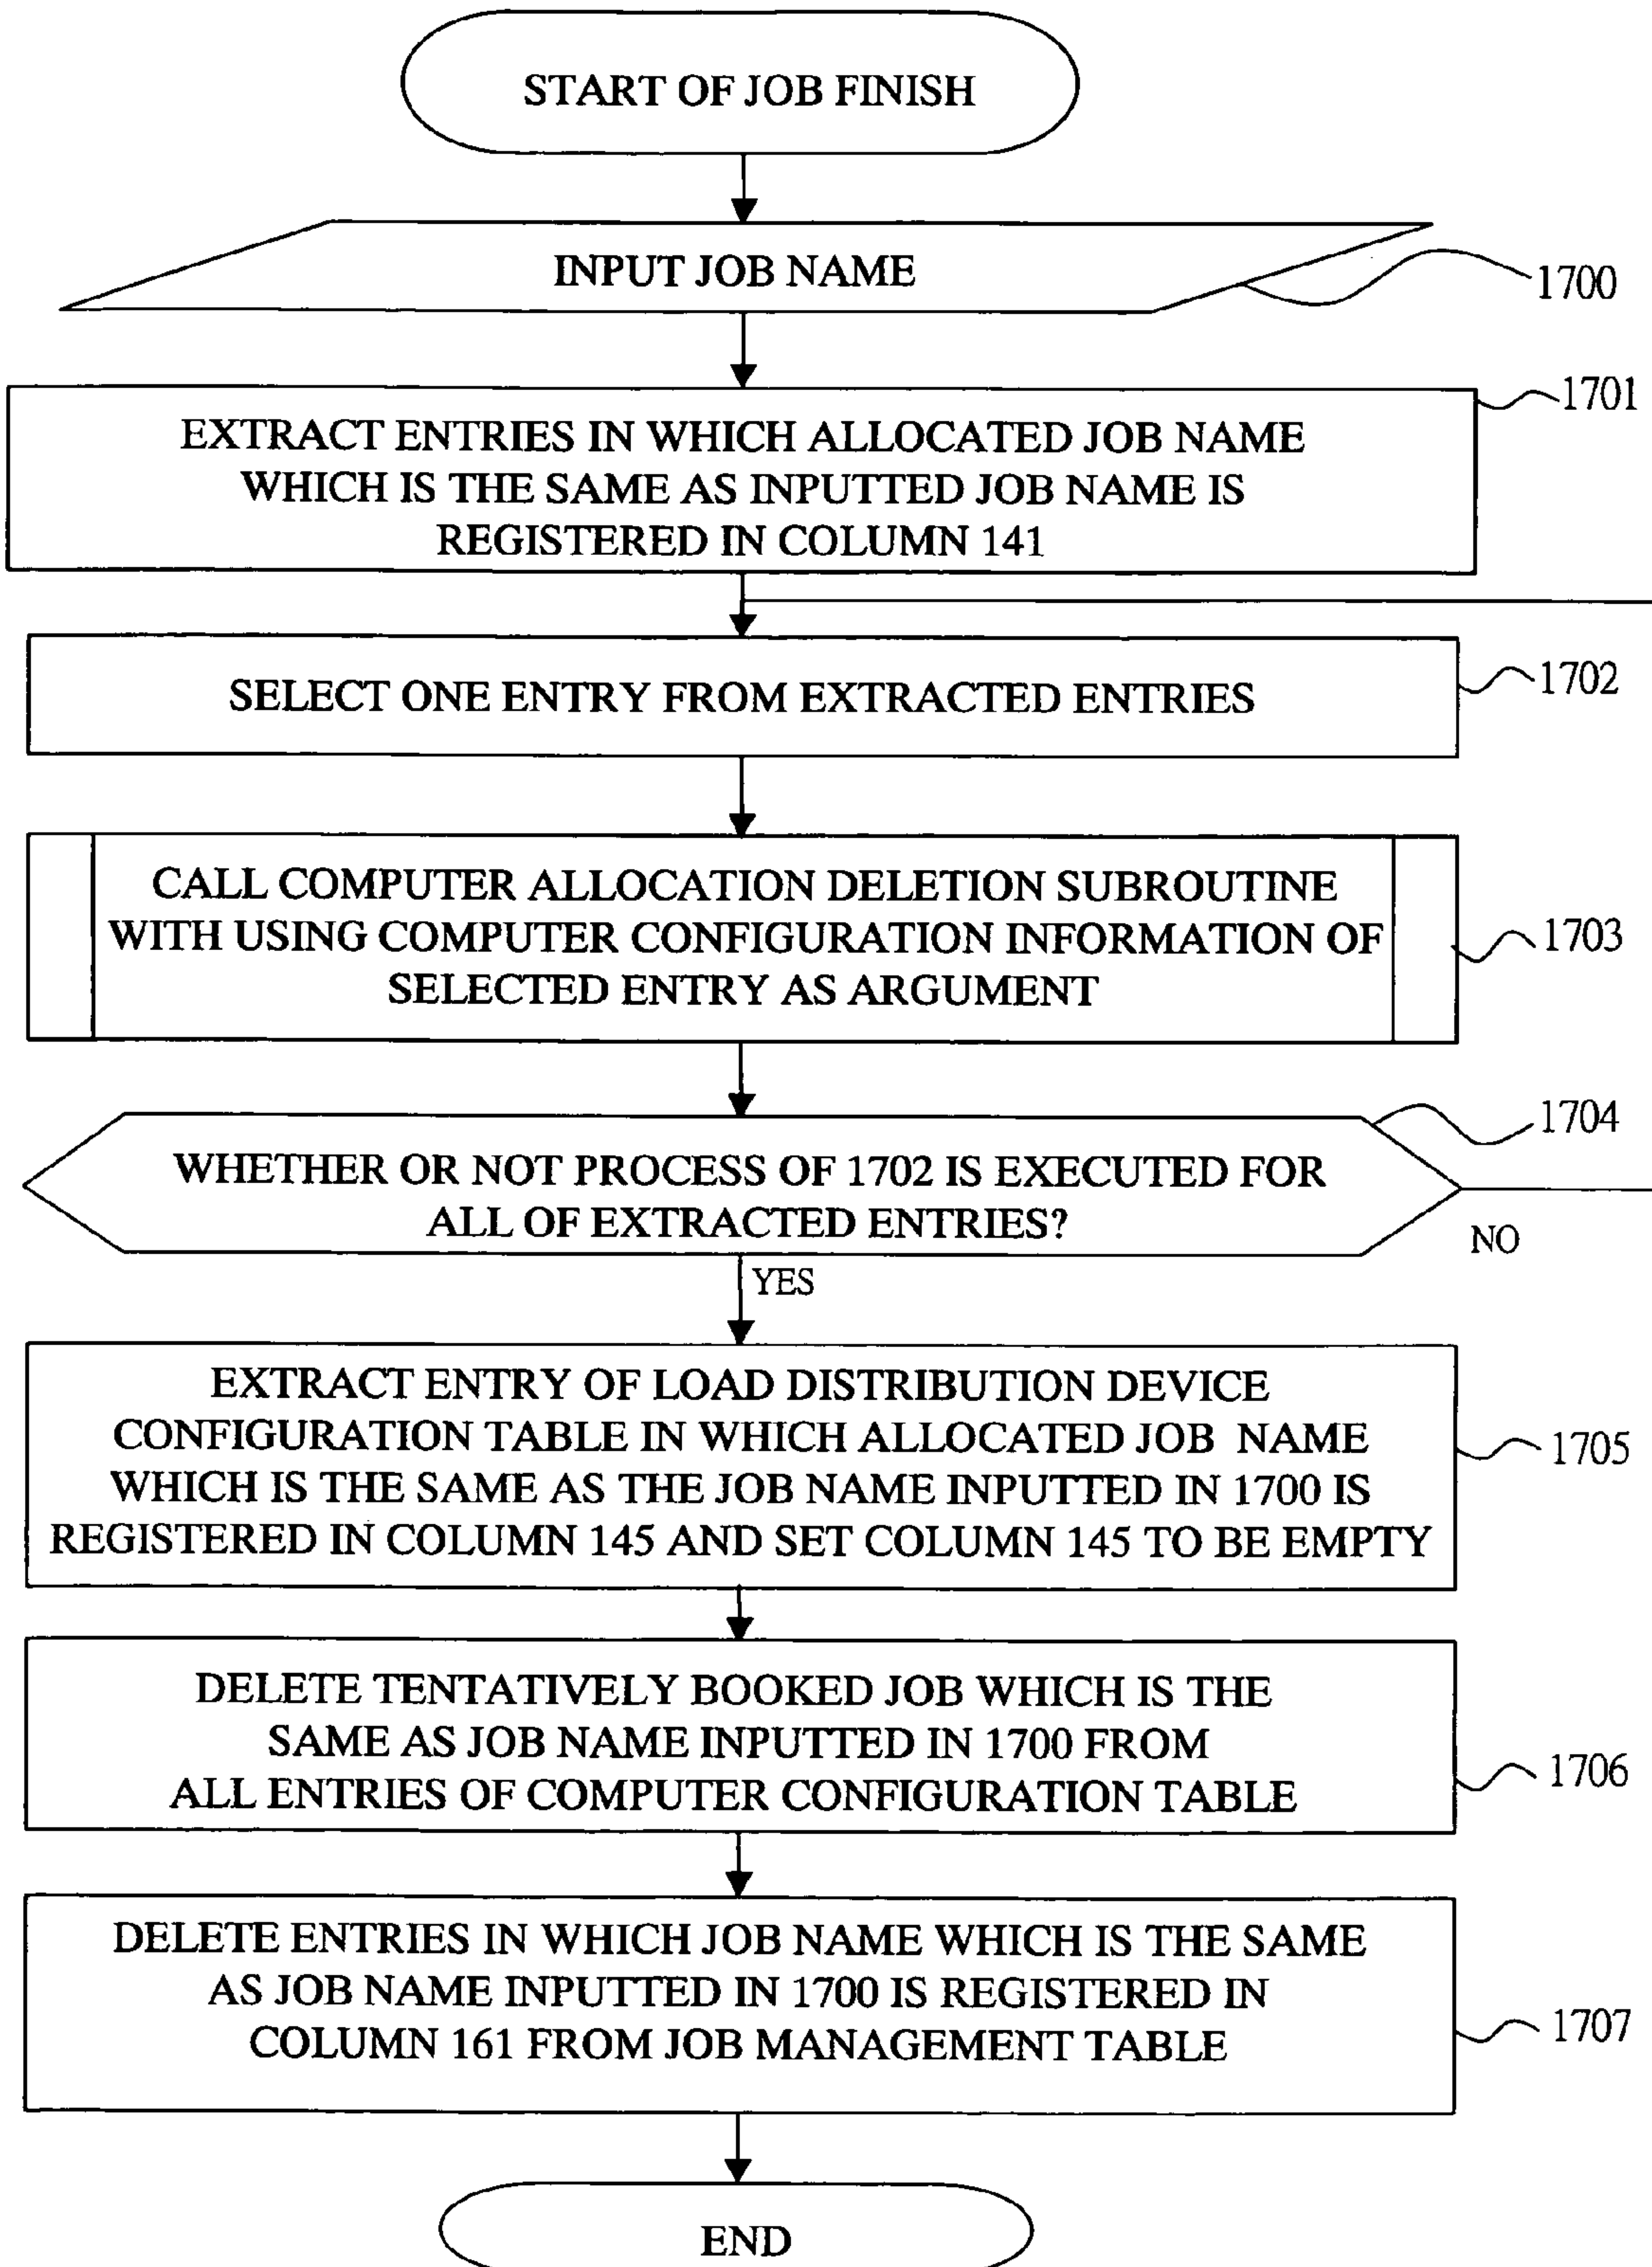 START OF JOB FINISH
INPUT JOB NAME
1700
1701
EXTRACT ENTRIES IN WHICH ALLOCATED JOB NAME
WHICH IS THE SAME AS INPUTTED JOB NAME IS
REGISTERED IN COLUMN 141
SELECT ONE ENTRY FROM EXTRACTED ENTRIES
1702
CALL COMPUTER ALLOCATION DELETION SUBROUTINE
WITH USING COMPUTER CONFIGURATION INFORMATION OF
SELECTED ENTRY AS ARGUMENT
1703
1704
WHETHER OR NOT PROCESS OF 1702 IS EXECUTED FOR
ALL OF EXTRACTED ENTRIES?
NO
YES
EXTRACT ENTRY OF LOAD DISTRIBUTION DEVICE
CONFIGURATION TABLE IN WHICH ALLOCATED JOB NAME
WHICH IS THE SAME AS THE JOB NAME INPUTTED IN 1700 IS
REGISTERED IN COLUMN 145 AND SET COLUMN 145 TO BE EMPTY
1705
DELETE TENTATIVELY BOOKED JOB WHICH IS THE
SAME AS JOB NAME INPUTTED IN 1700 FROM
ALL ENTRIES OF COMPUTER CONFIGURATION TABLE
1706
DELETE ENTRIES IN WHICH JOB NAME WHICH IS THE SAME
AS JOB NAME INPUTTED IN 1700 IS REGISTERED IN
COLUMN 161 FROM JOB MANAGEMENT TABLE
1707
END